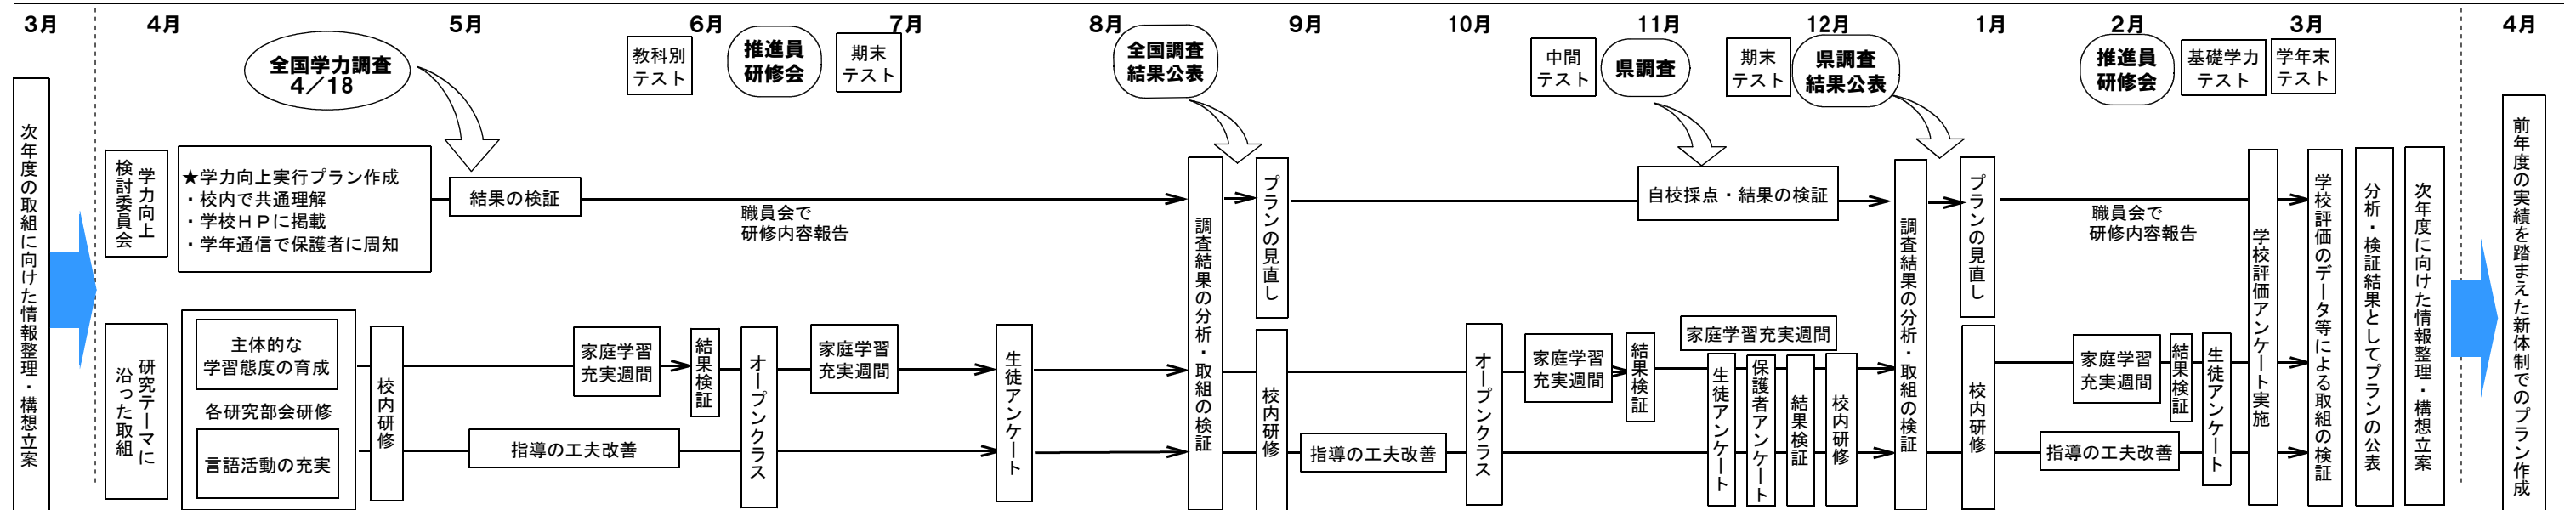 3月
4月
5月
6月
7月
8月
9月
10月
11月
12月
1月
2月
3月
4月
全国学力調査
4／18
教科別
テスト
推進員
研修会
期末
テスト
全国調査
結果公表
中間
テスト
県調査
期末
テスト
県調査
結果公表
推進員
研修会
基礎学力
テスト
学年末
テスト
次年度の取組に向けた情報整理・構想立案
学力向上
検討委員会
★学力向上実行プラン作成
・校内で共通理解
・学校ＨＰに掲載
・学年通信で保護者に周知
結果の検証
職員会で
研修内容報告
調査結果の分析・取組の検証
プランの見直し
自校採点・結果の検証
調査結果の分析・取組の検証
プランの見直し
職員会で
研修内容報告
学校評価アンケート実施
学校評価のデータ等による取組の検証
分析・検証結果としてプランの公表
次年度に向けた情報整理・構想立案
前年度の実績を踏まえた新体制でのプラン作成
研究テーマに
沿った取組
主体的な
学習態度の育成
各研究部会研修
言語活動の充実
校内研修
家庭学習
充実週間
結果検証
指導の工夫改善
オープンクラス
家庭学習
充実週間
生徒アンケート
校内研修
指導の工夫改善
オープンクラス
家庭学習
充実週間
結果検証
家庭学習充実週間
生徒アンケート
保護者アンケート
結果検証
校内研修
校内研修
家庭学習
充実週間
結果検証
指導の工夫改善
生徒アンケート